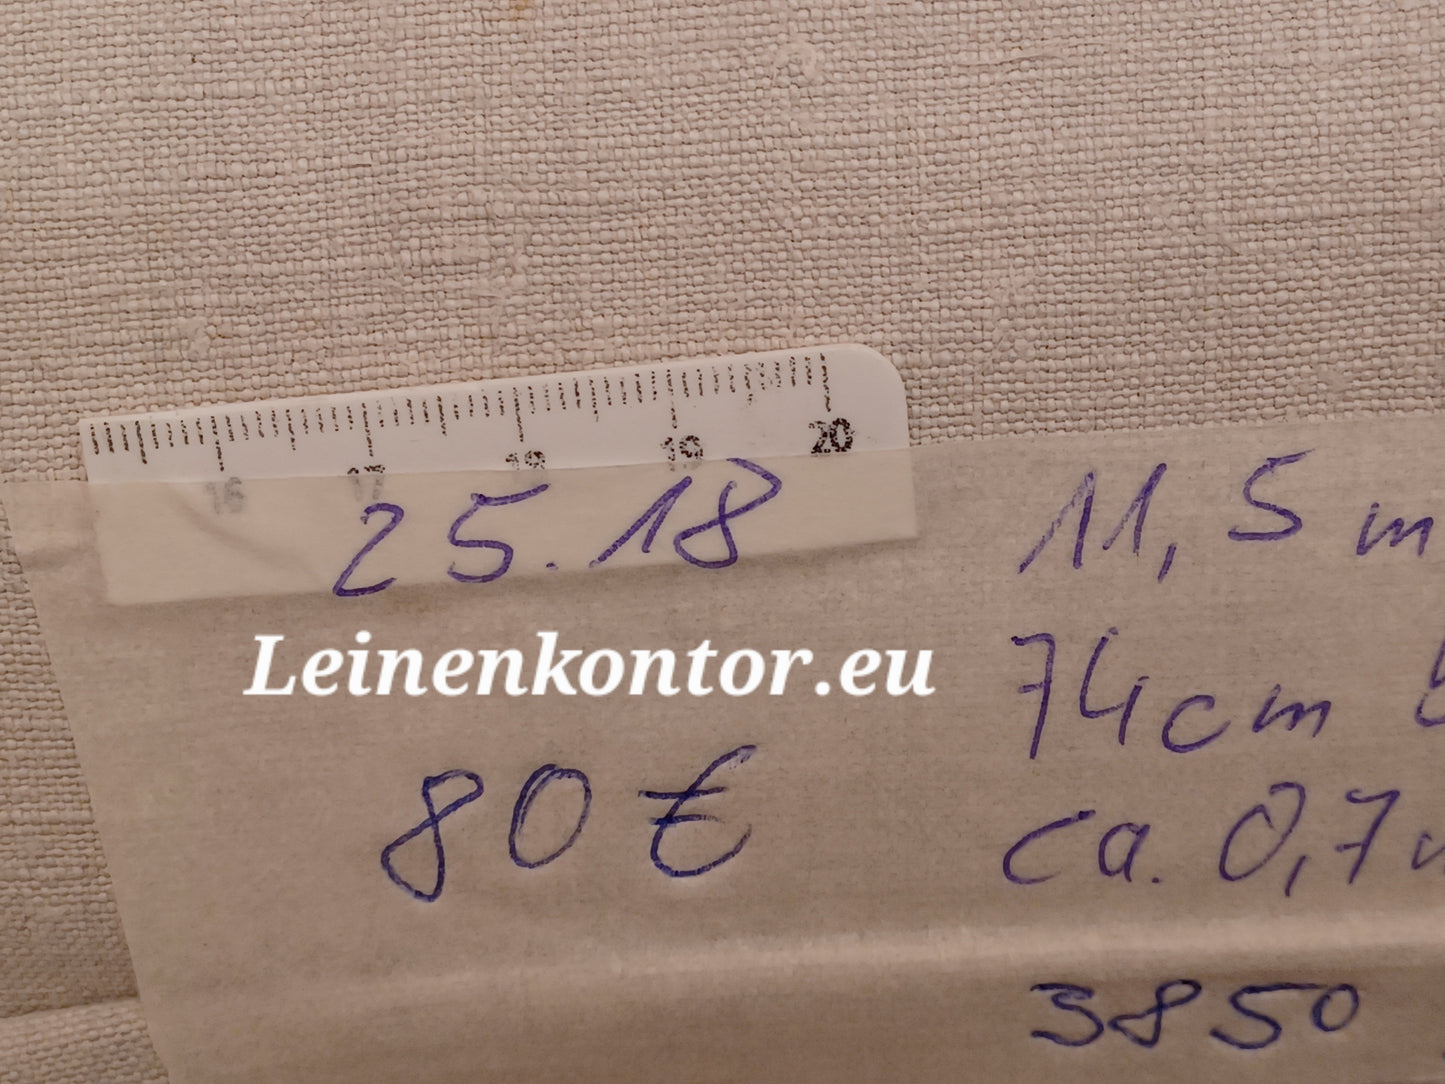 16 17 18 19 20
25.18
11,5 m
Leinenkontor.eu
74cm
80 €
ca. 0,7
3850